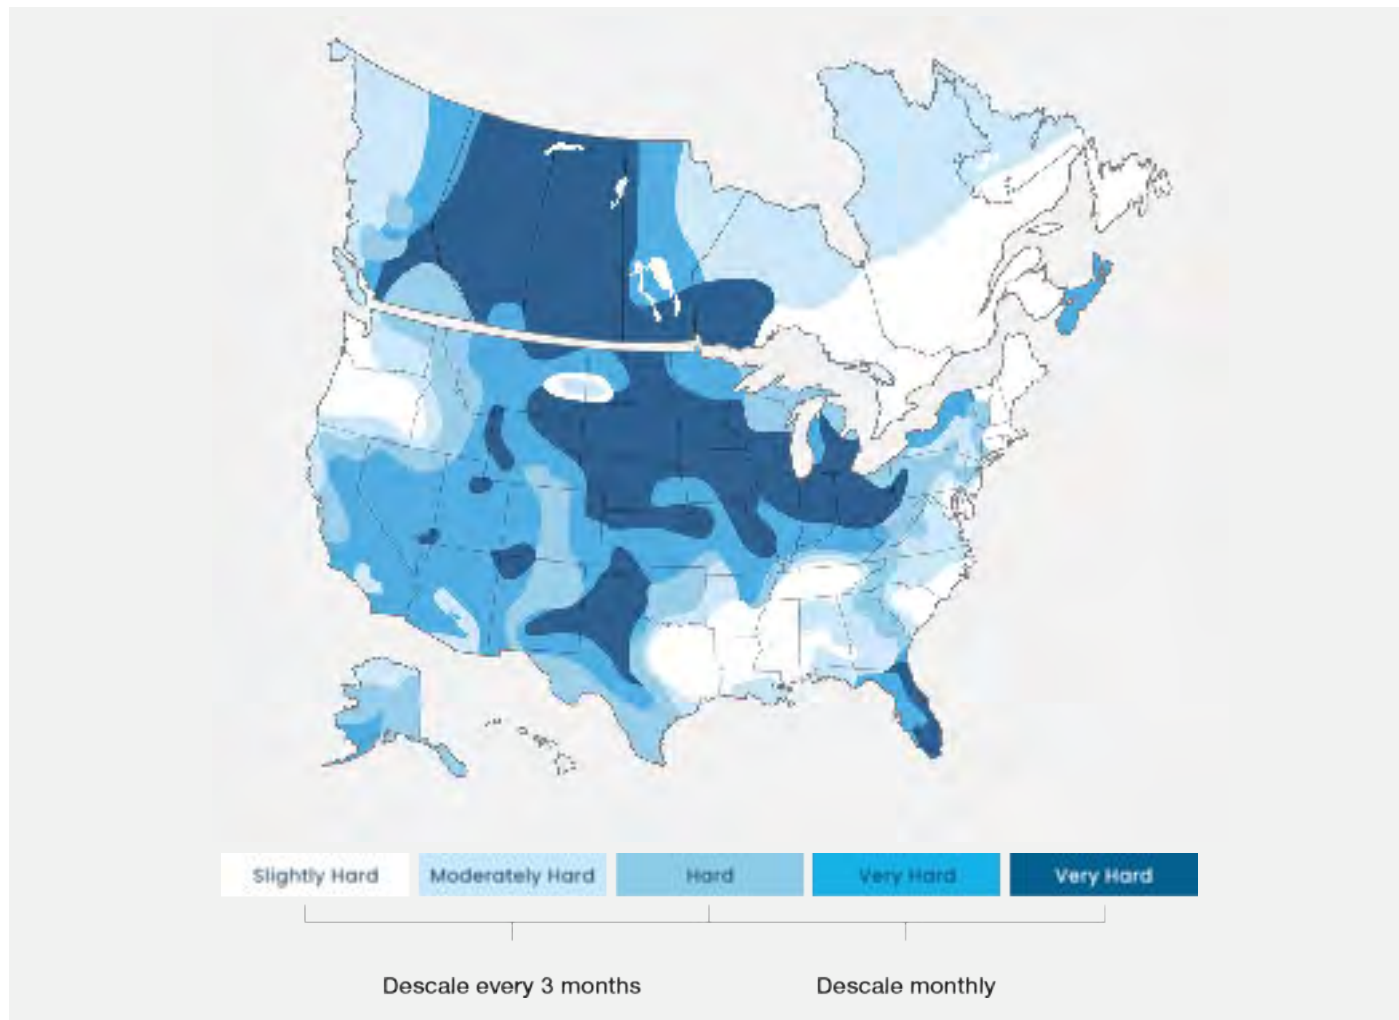 Slightly Hard
Moderately Hard
Hard
Very Hard
Very Hard
Descale every 3 months
Descale monthly